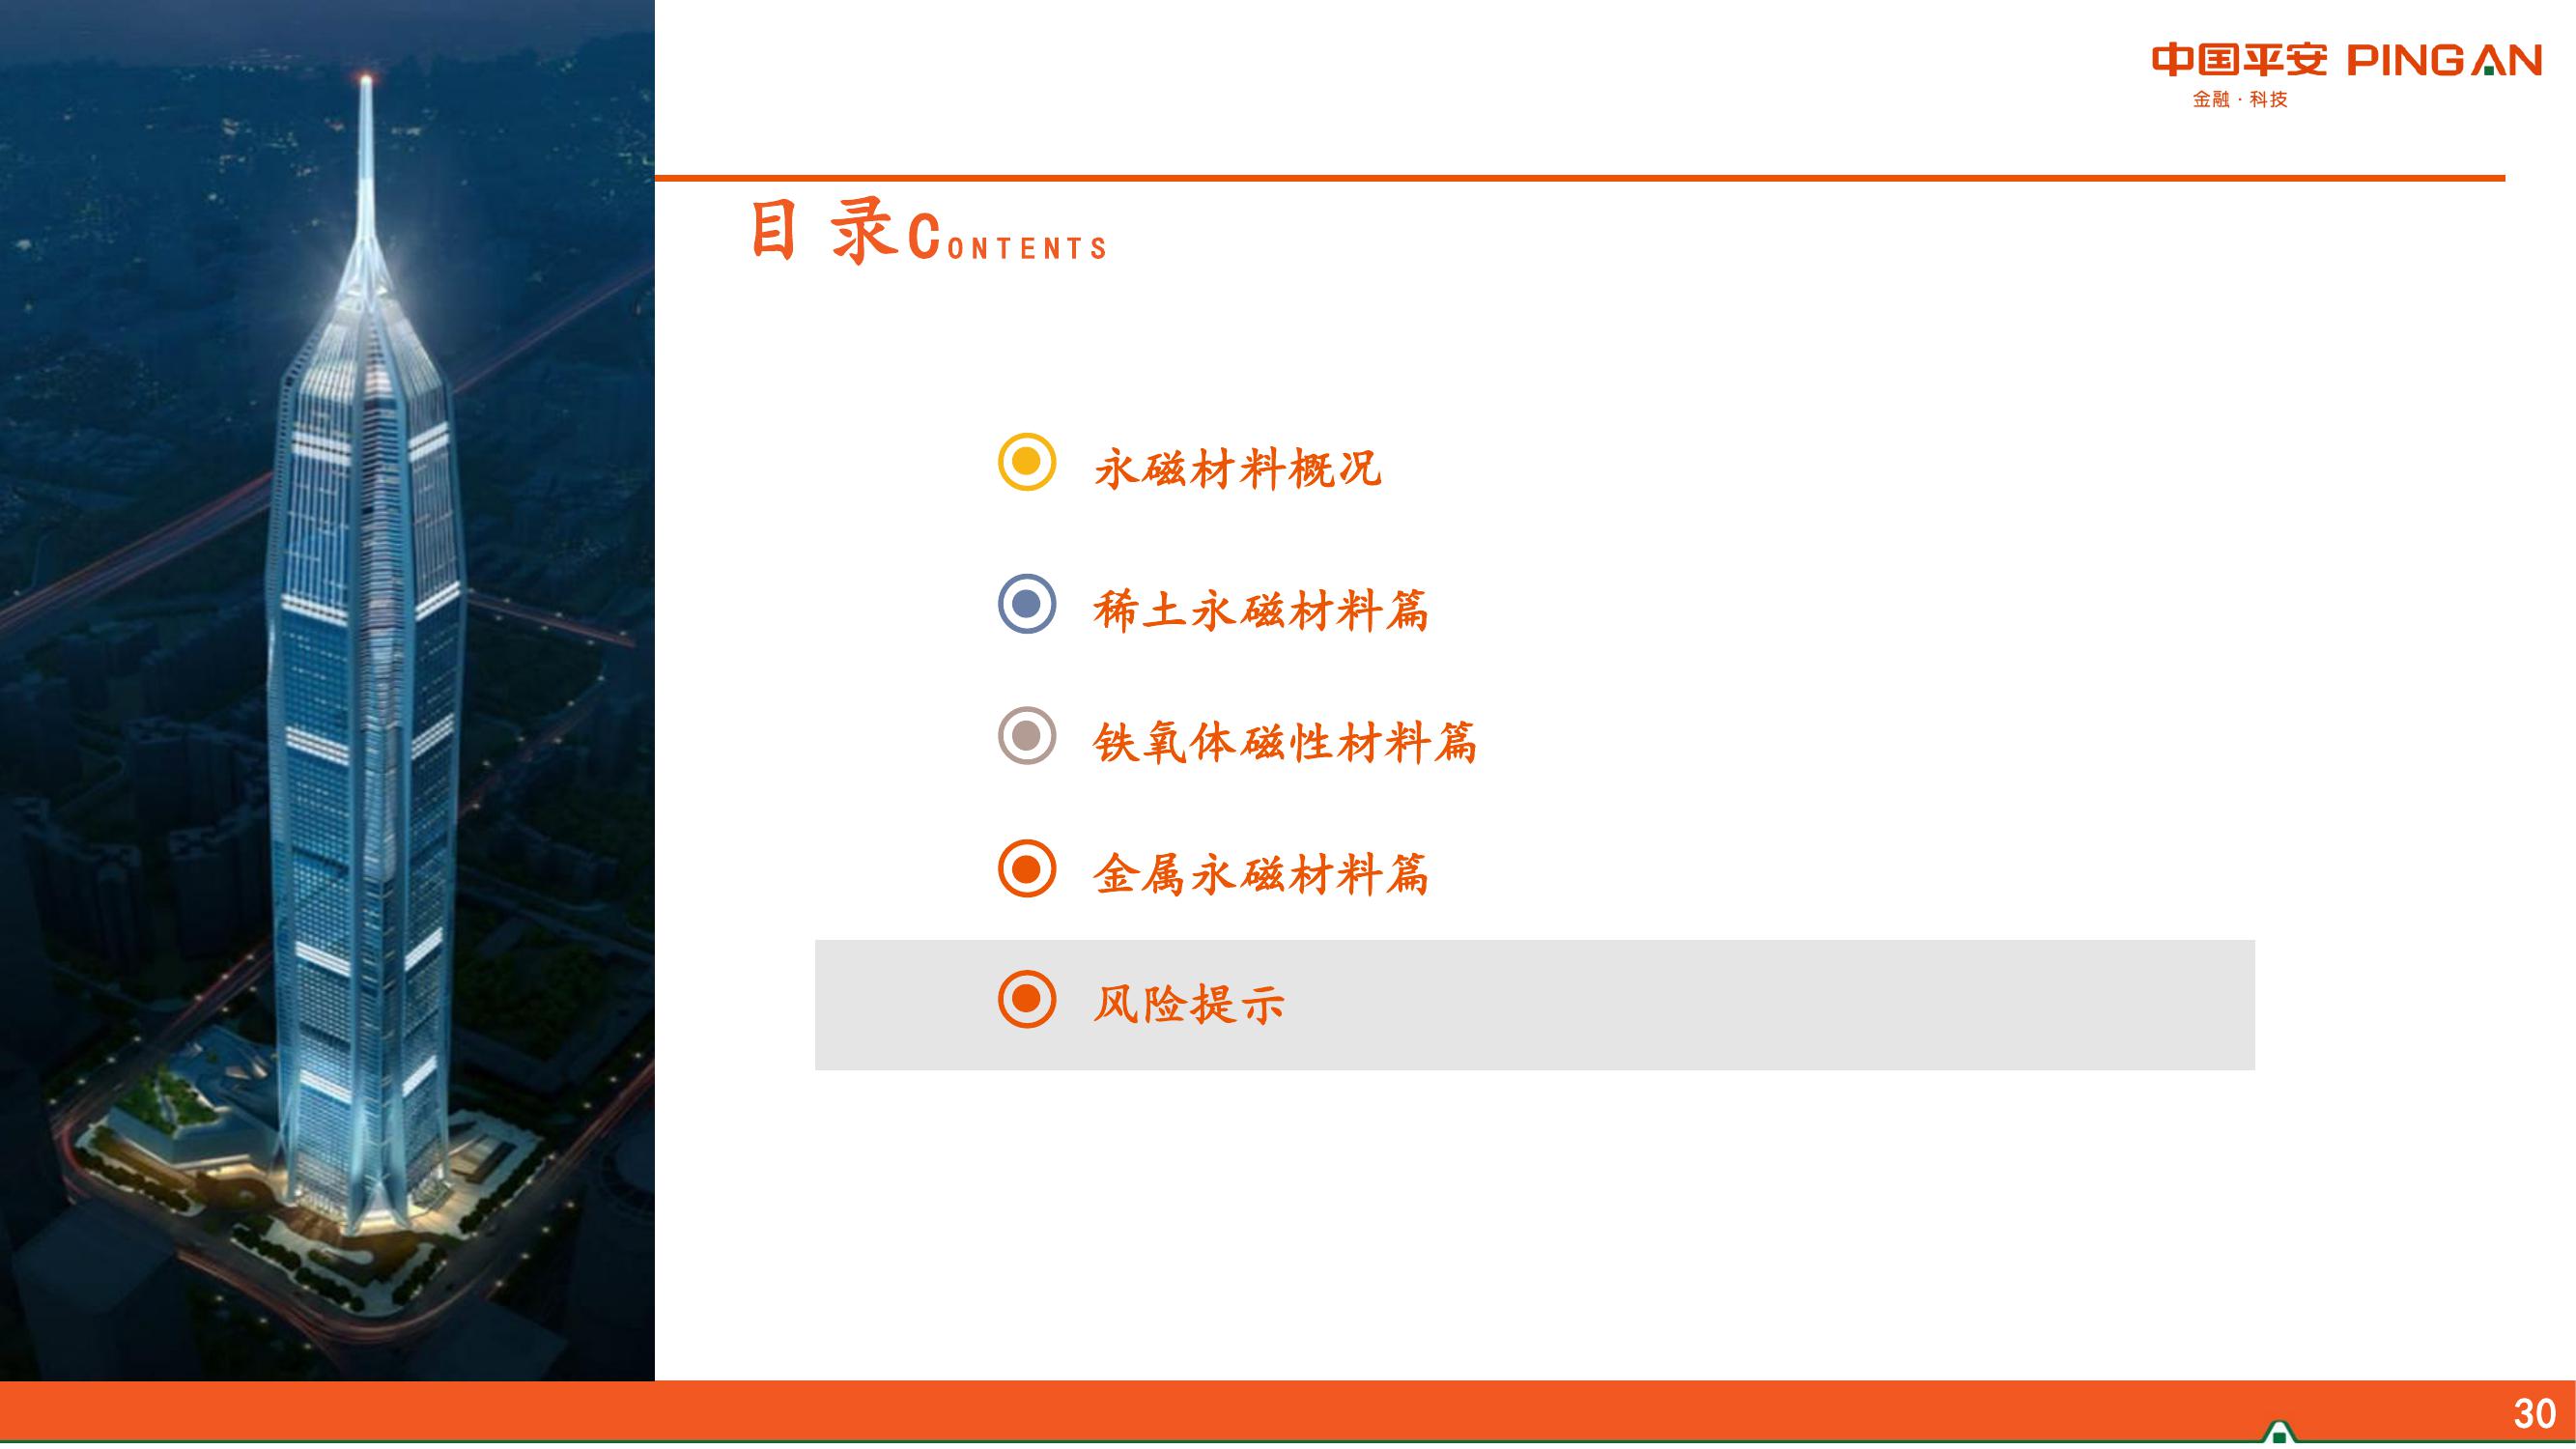 中国平安 PINGAN
金融·科技
目 录CONTENTS
永磁材料概况
稀土永磁材料篇
铁氧体磁性材料篇
金属永磁材料篇
风险提示
30